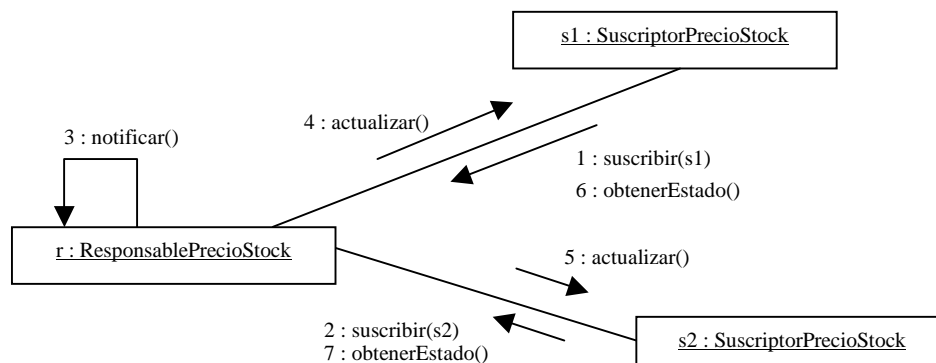 s1 : SuscriptorPrecioStock
4 : actualizar()
3 : notificar()
1 : suscribir(s1)
6 : obtenerEstado()
r : ResponsablePrecioStock
5 : actualizar()
2 : suscribir(s2)
7 : obtenerEstado()
s2 : SuscriptorPrecioStock